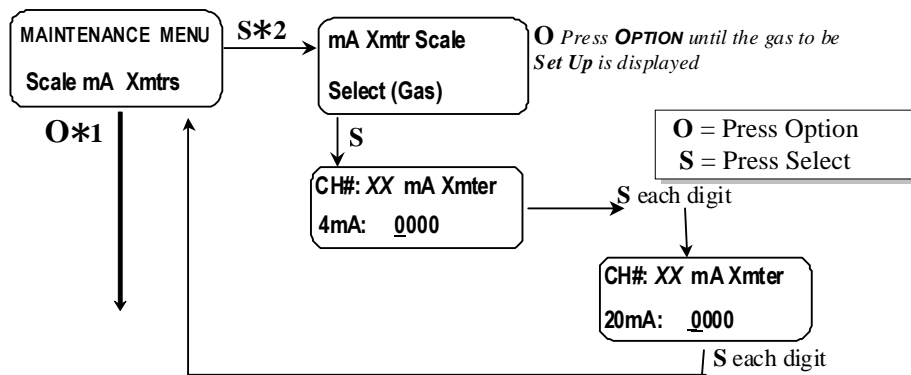 MAINTENANCE MENU
Scale mA Xmtrs
S*2
O*1
mA Xmtr Scale
Select (Gas)
O Press OPTION until the gas to be
Set Up is displayed
S
O = Press Option
S = Press Select
CH#: XX mA Xmter
4mA: 0000
S each digit
CH#: XX mA Xmter
20mA: 0000
S each digit